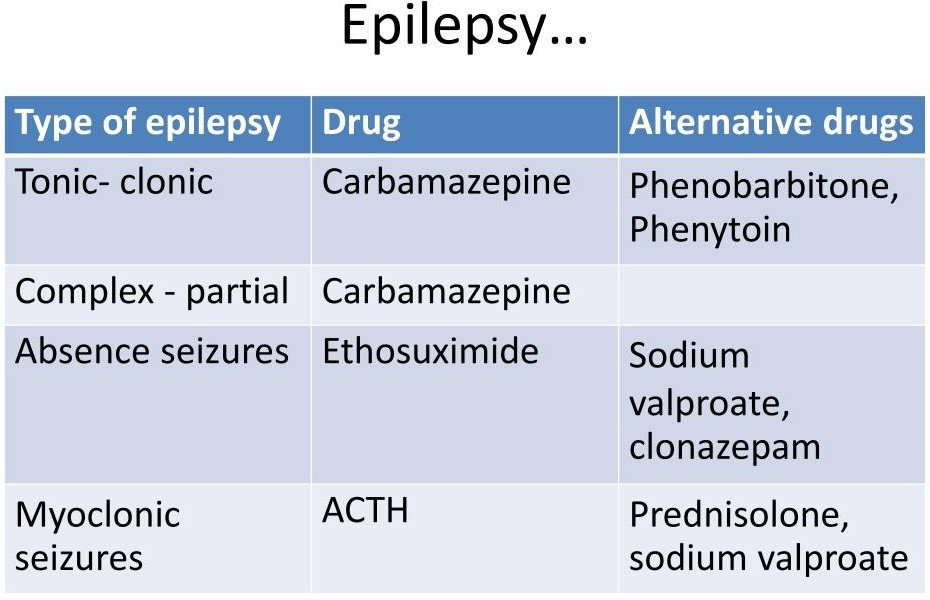 Epilepsy...
Type of epilepsy Drug Alternative drugs
Tonic- clonic Carbamazepine Phenobarbitone,
Phenytoin
Complex - partial Carbamazepine
Absence seizures Ethosuximide Sodium
valproate,
clonazepam
Myoclonic ACTH Prednisolone,
seizures sodium valproate